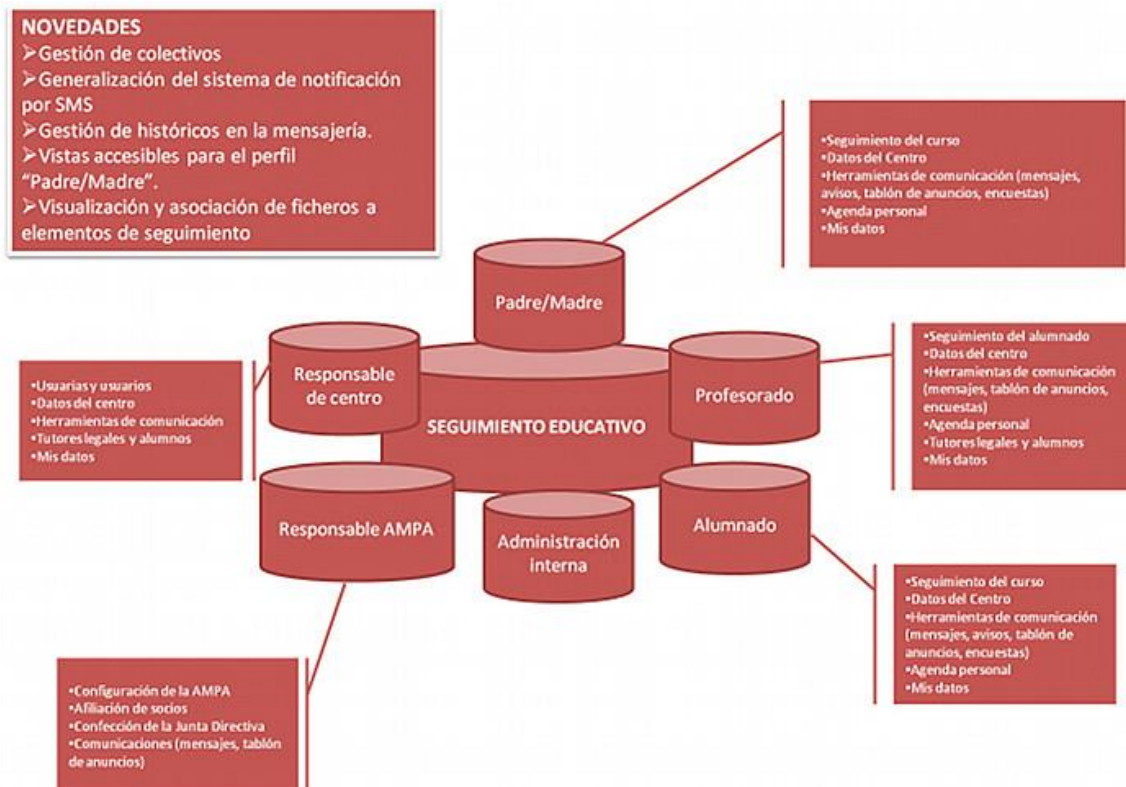 NOVEDADES
➢Gestión de colectivos
➢Generalización del sistema de notificación
por SMS
➢Gestión de históricos en la mensajería.
➢Vistas accesibles para el perfil
“Padre/Madre”.
➢Visualización y asociación de ficheros a
elementos de seguimiento
•Seguimiento del curso
•Datos del Centro
•Herramientas de comunicación (mensajes,
avisos, tablón de anuncios, encuestas)
•Agenda personal
•Mis datos
Padre/Madre
Responsable
de centro
Profesorado
SEGUIMIENTO EDUCATIVO
Responsable AMPA
Administración
interna
Alumnado
•Usuarias y usuarios
•Datos del centro
•Herramientas de comunicación
•Tutores legales y alumnos
•Mis datos
•Seguimiento del alumnado
•Datos del centro
•Herramientas de comunicación
(mensajes, tablón de anuncios,
encuestas)
•Agenda personal
•Tutores legales y alumnos
•Mis datos
•Seguimiento del curso
•Datos del Centro
•Herramientas de comunicación
(mensajes, avisos, tablón de
anuncios, encuestas)
•Agenda personal
•Mis datos
•Configuración de la AMPA
•Afiliación de socios
•Confección de la Junta Directiva
•Comunicaciones (mensajes, tablón
de anuncios)